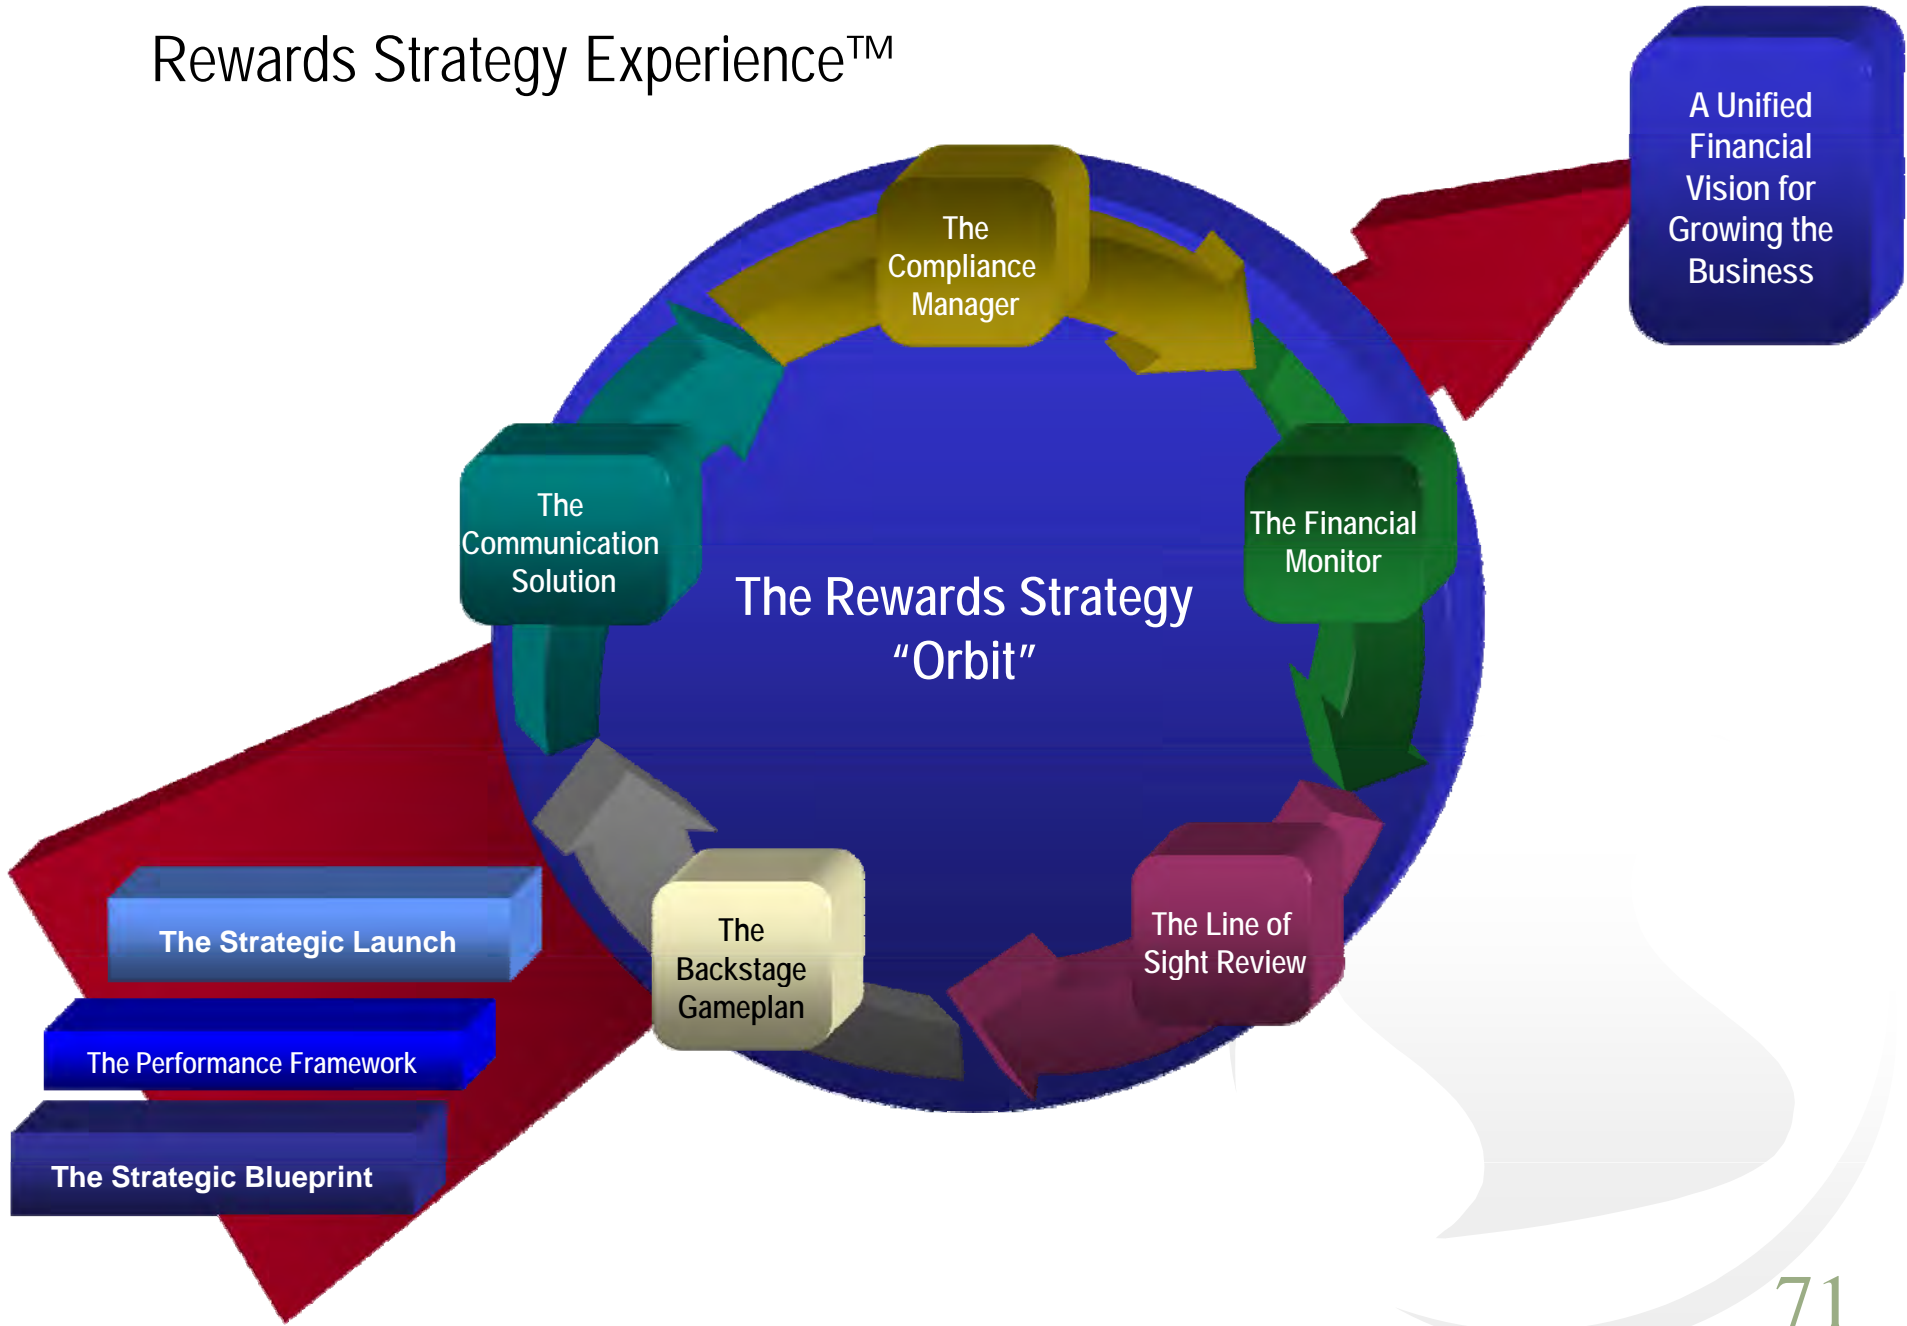 Rewards Strategy Experience™
A Unified
Financial
Vision for
Growing the
Business
The
Compliance
Manager
The
Communication
Solution
The Financial
Monitor
The Rewards Strategy
“Orbit”
The Line of
Sight Review
The
Backstage
Gameplan
The Strategic Launch
The Performance Framework
The Strategic Blueprint
71